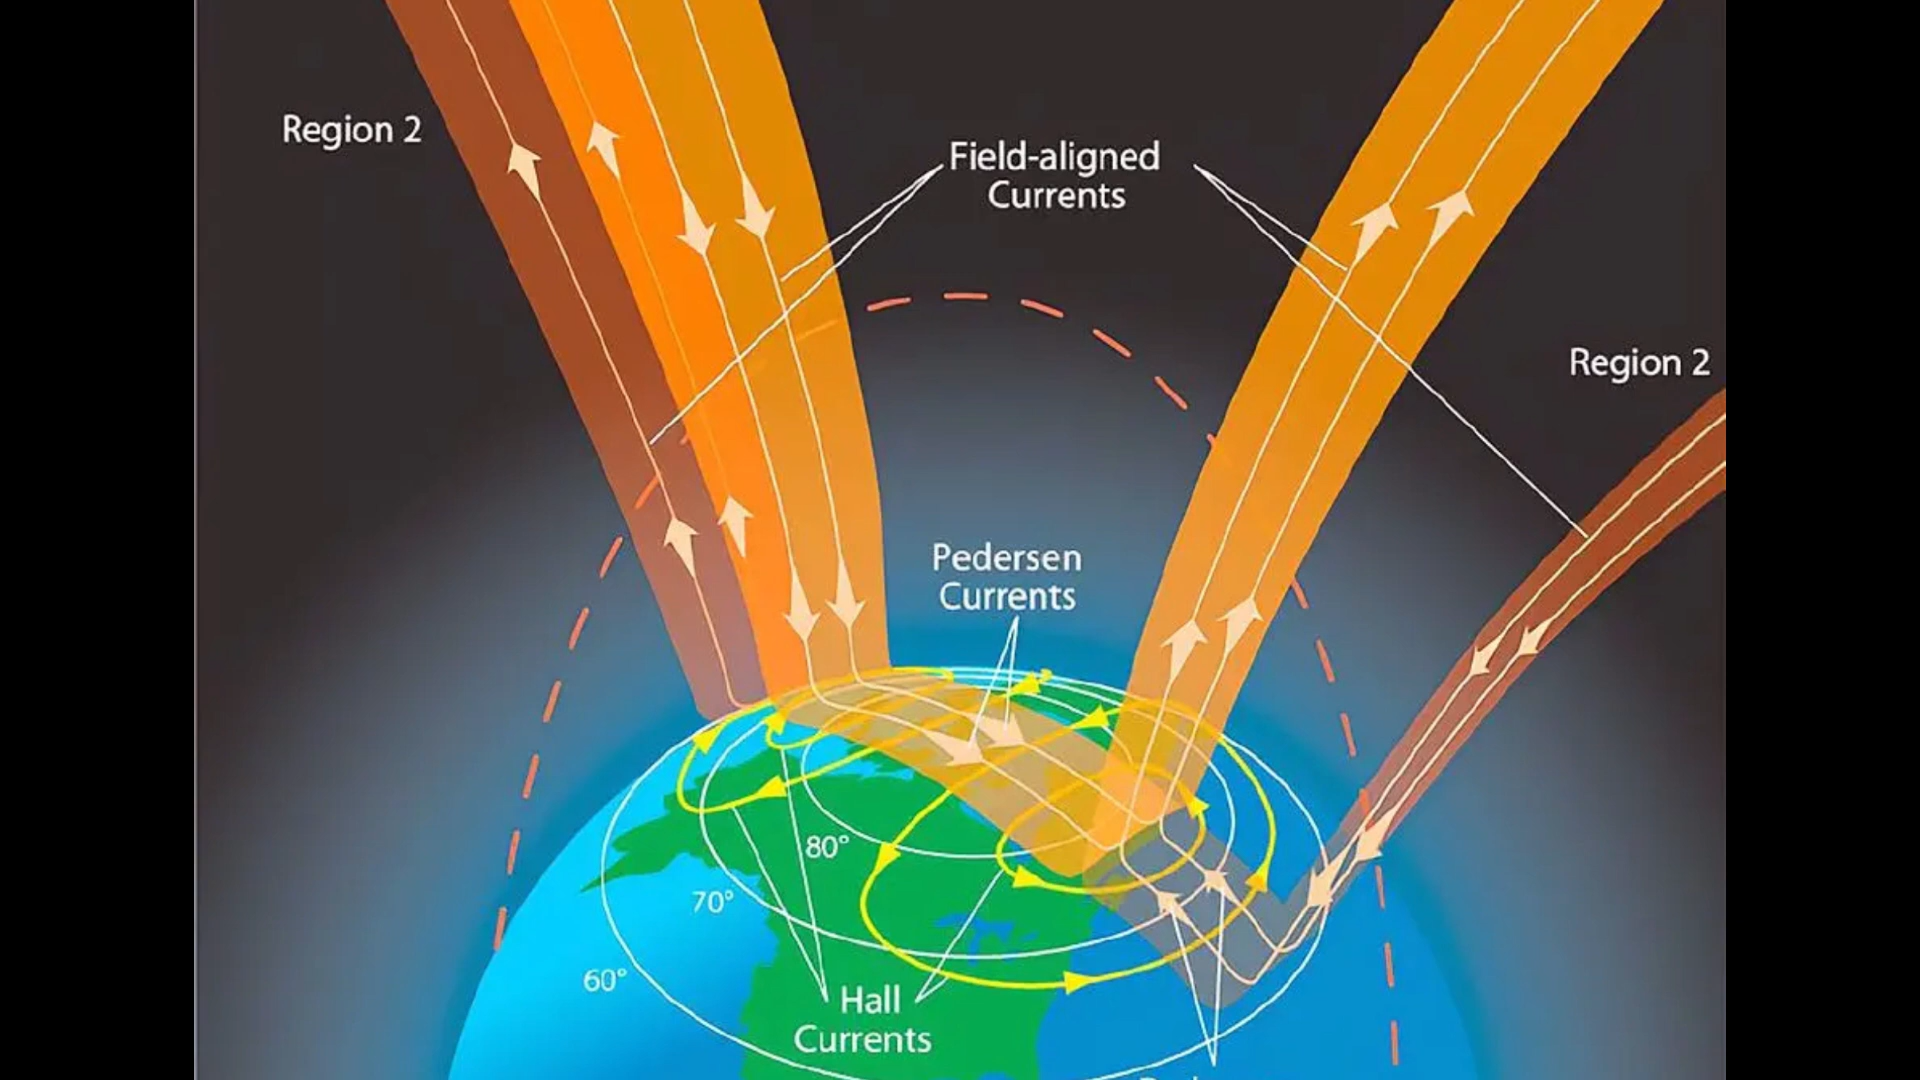 Region 2
Field-aligned
Currents
Region 2
Pedersen
Currents
80°
70°
60°
Hall
Currents